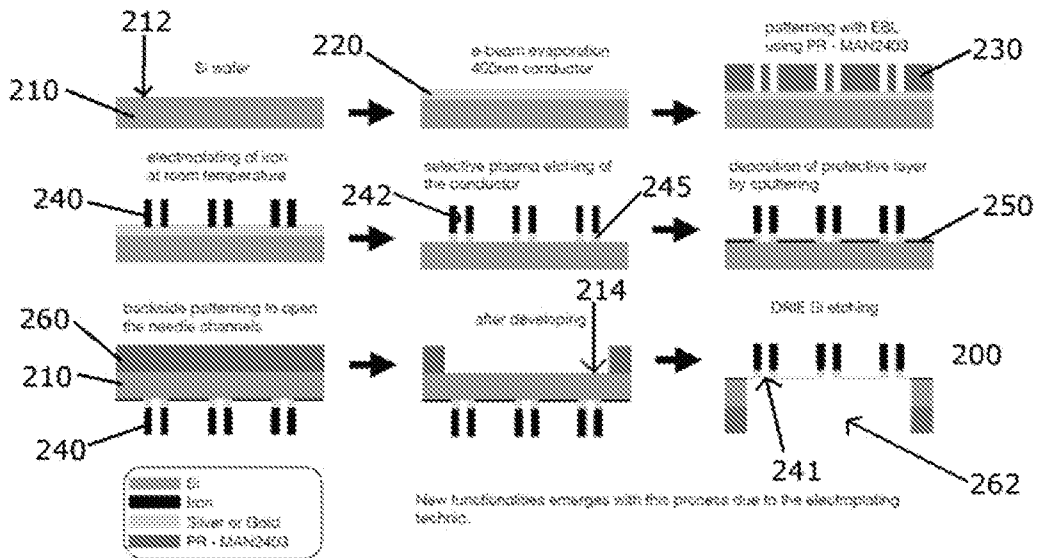 212
210
Si wafer
220
e-beam evaporation
400nm conductor
patterning with EBL
using PR - MAN2403
230
electroplating of iron
at room temperature
240
selective plasma etching of
the conductor
242
245
deposition of protective layer
by sputtering
250
backside patterning to open
the needle channels
260
210
240
after developing
214
DRIE Si etching
200
241
262
Si
Iron
Silver or Gold
PR - MAN2403
New functionalities emerges with this process due to the electroplating
technic.